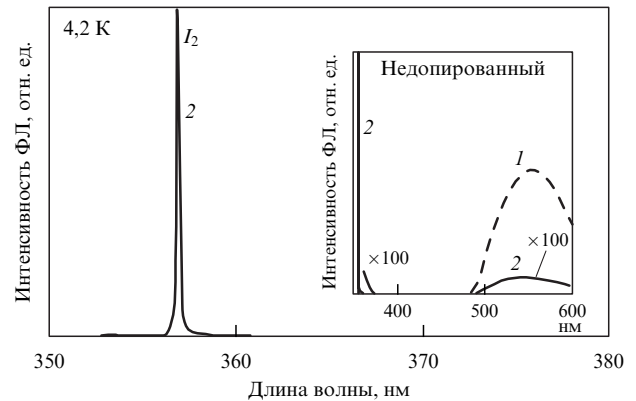 4,2 К
I2
2
Интенсивность ФЛ, отн. ед.
Недопированный
Интенсивность ФЛ, отн. ед.
2
1
×100
×100
2
400
500
600
нм
350
360
370
380
Длина волны, нм